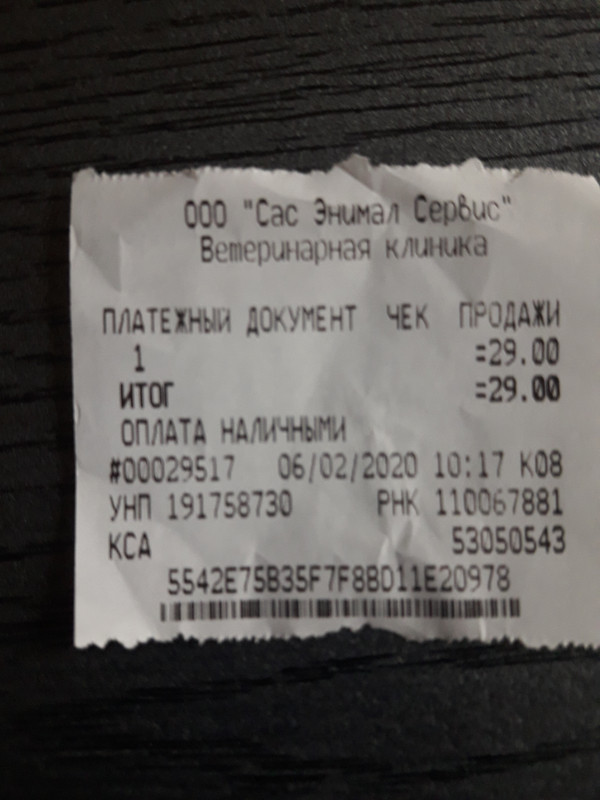 ООО "Сас Энимал Сервис"
Ветеринарная клиника
ПЛАТЕЖНЫЙ ДОКУМЕНТ ЧЕК ПРОДАЖИ
1 =29.00
ИТОГ =29.00
ОПЛАТА НАЛИЧНЫМИ
#00029517 06/02/2020 10:17 К08
УНП 191758730 РНК 110067881
КСА 53050543
5542E75B35F7F8BD11E20978